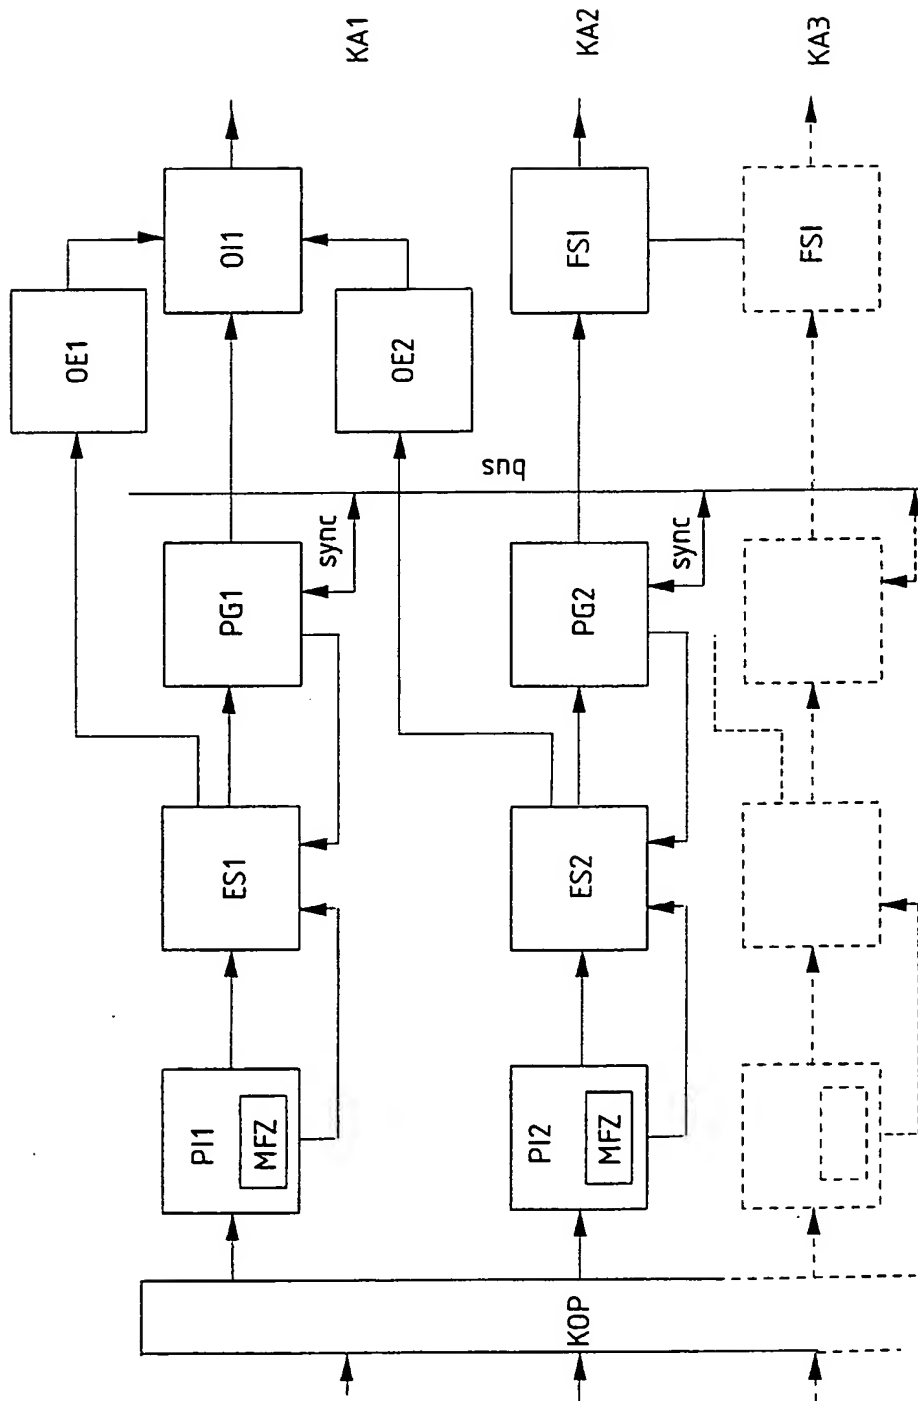 KOP
PI1
MFZ
ES1
PG1
sync
OE1
OI1
KA1
bus
PI2
MFZ
ES2
PG2
sync
OE2
FSI
KA2
FSI
KA3